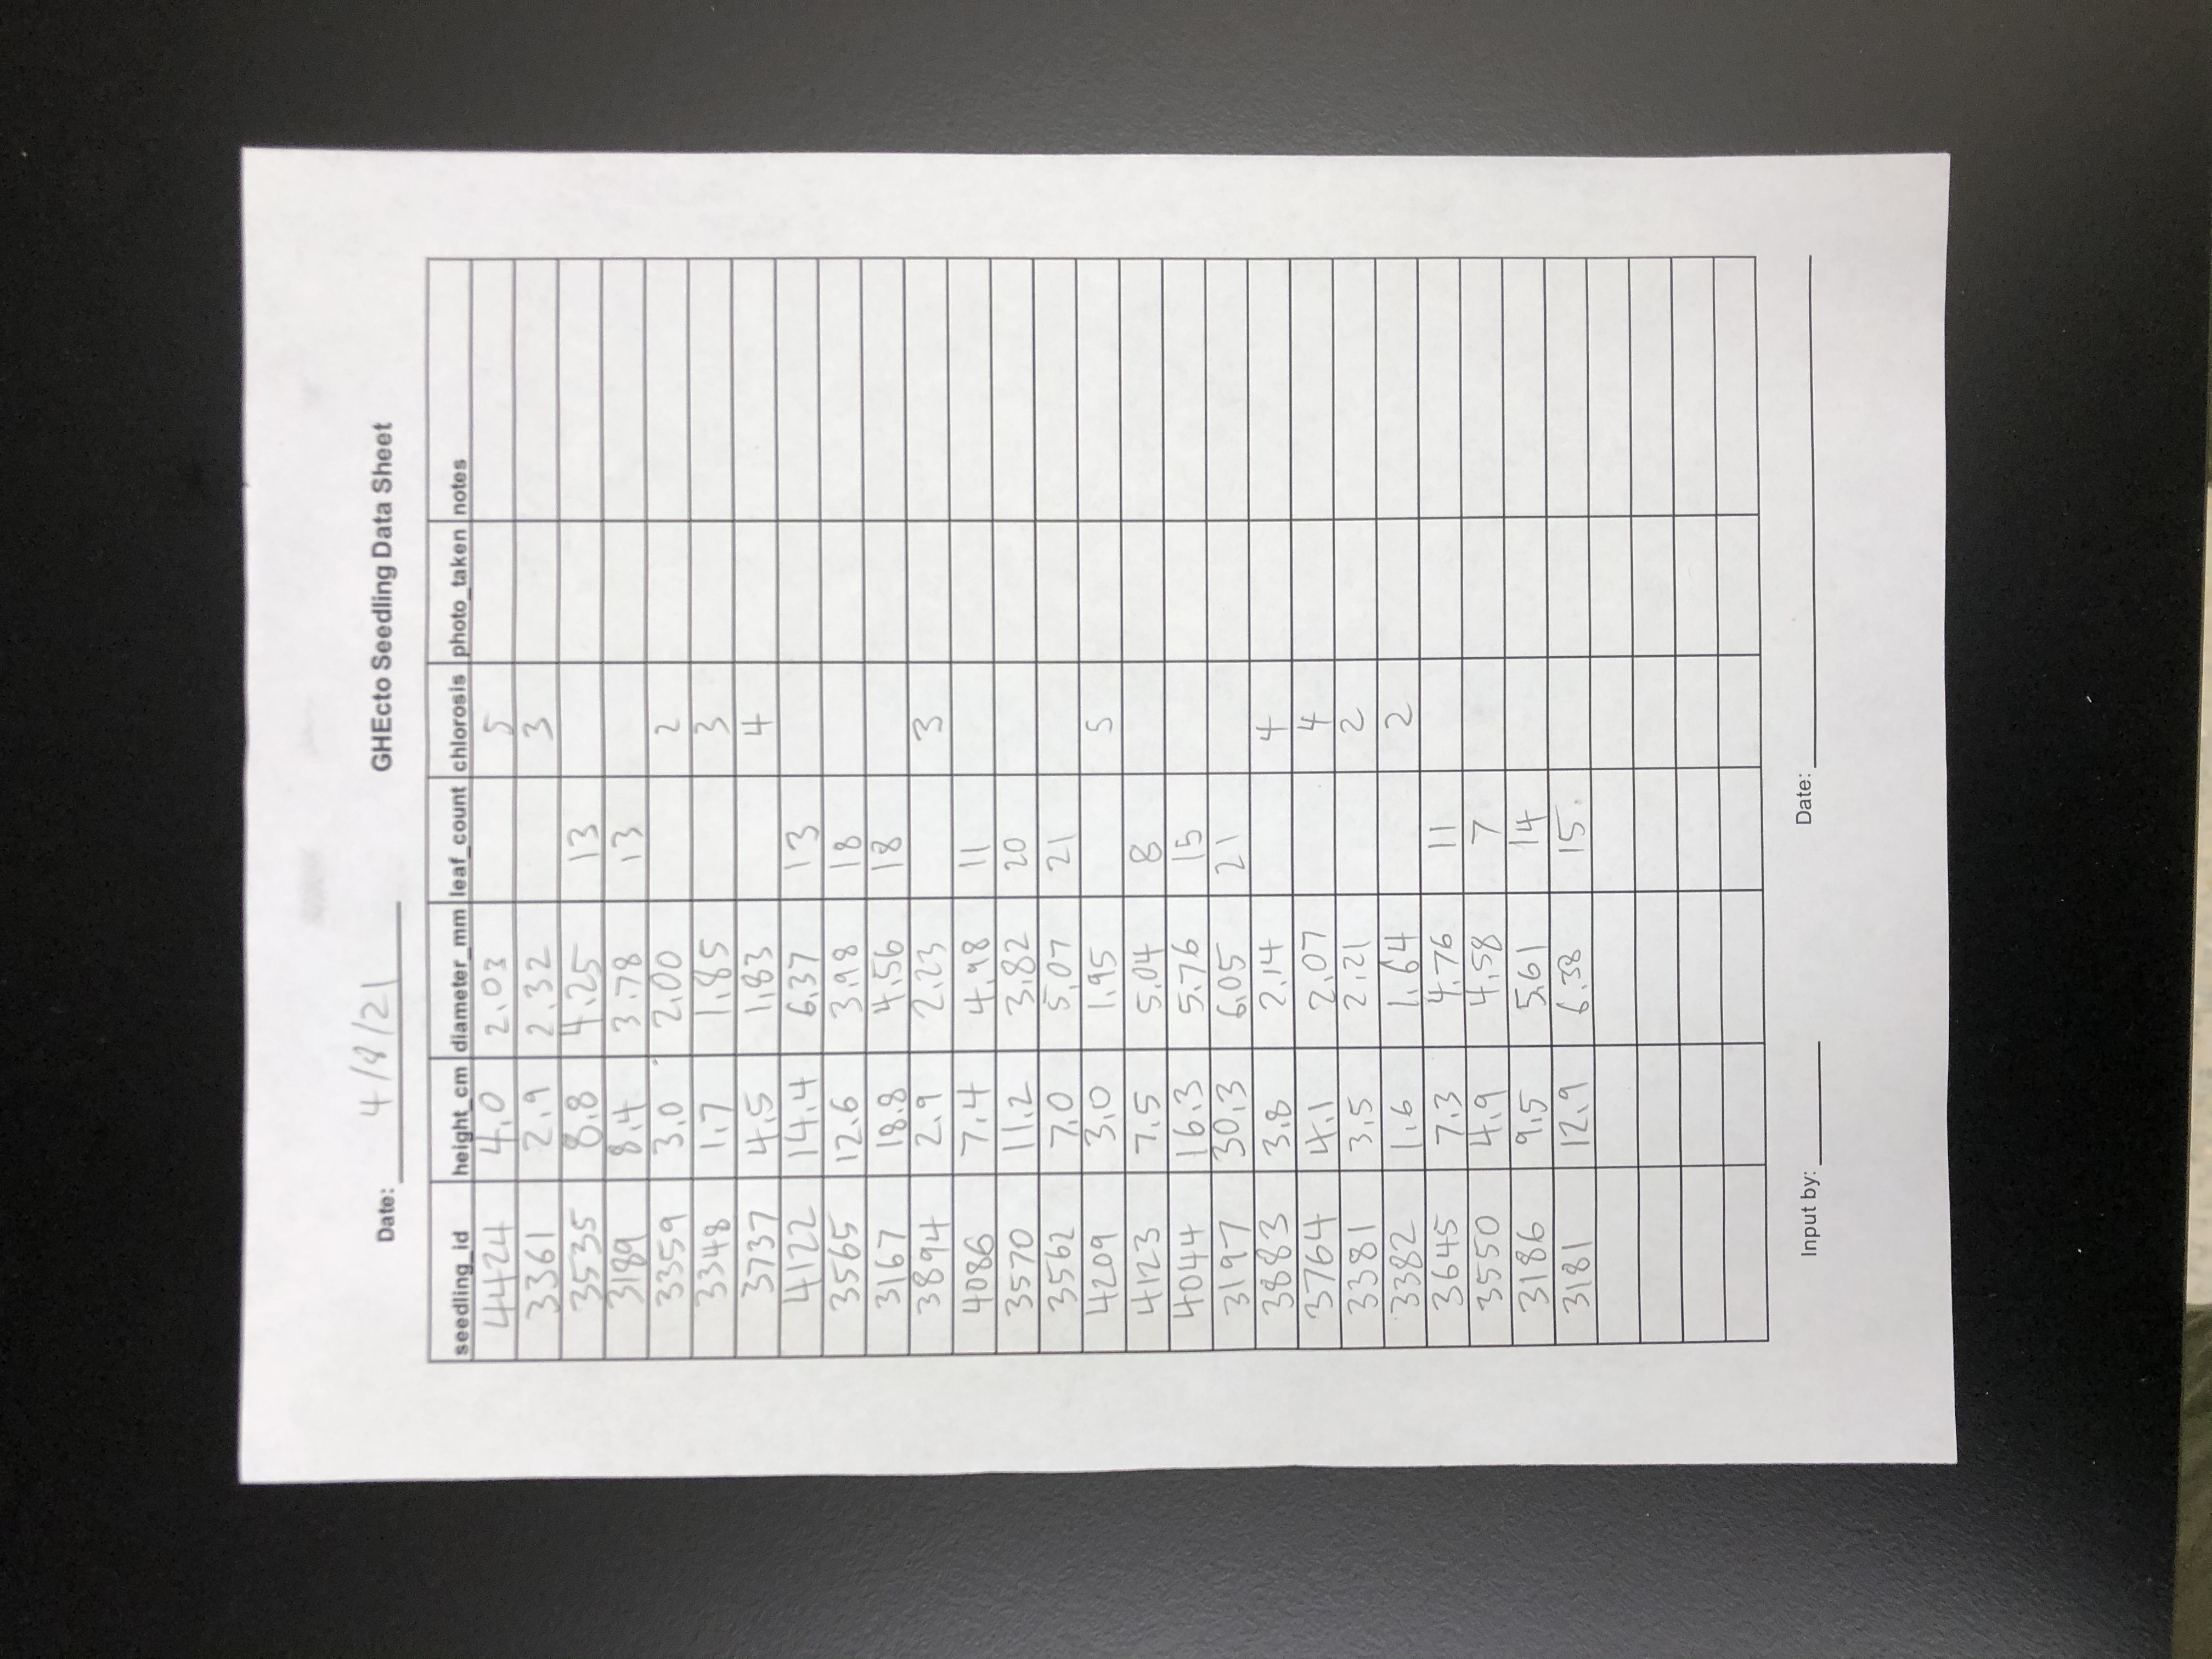 Date: 4/18/21 GHEcto Seedling Data Sheet
seedling_id height_cm diameter_mm leaf_count chlorosis photo_taken notes
4424 4.0 2.03 5
3361 2.9 2.32 3
3535 8.8 4.25 13
3189 8.4 3.78 13
3359 3.0 2.00 2
3348 1.7 1.85 3
3737 4.5 1.83 4
4122 14.4 6.37 13
3565 12.6 3.98 18
3167 18.8 4.56 18
3894 2.9 2.23 3
4086 7.4 4.98 11
3570 11.2 3.82 20
3562 7.0 5.07 21
4209 3.0 1.95 5
4123 7.5 5.04 8
4044 16.3 5.76 15
3197 30.3 6.05 21
3883 3.8 2.14 4
3764 4.1 2.07 4
3381 3.5 2.21 2
3382 1.6 1.64 2
3645 7.3 4.76 11
3550 4.9 4.58 7
3186 9.5 5.61 14
3181 12.9 6.38 15
Input by: Date: